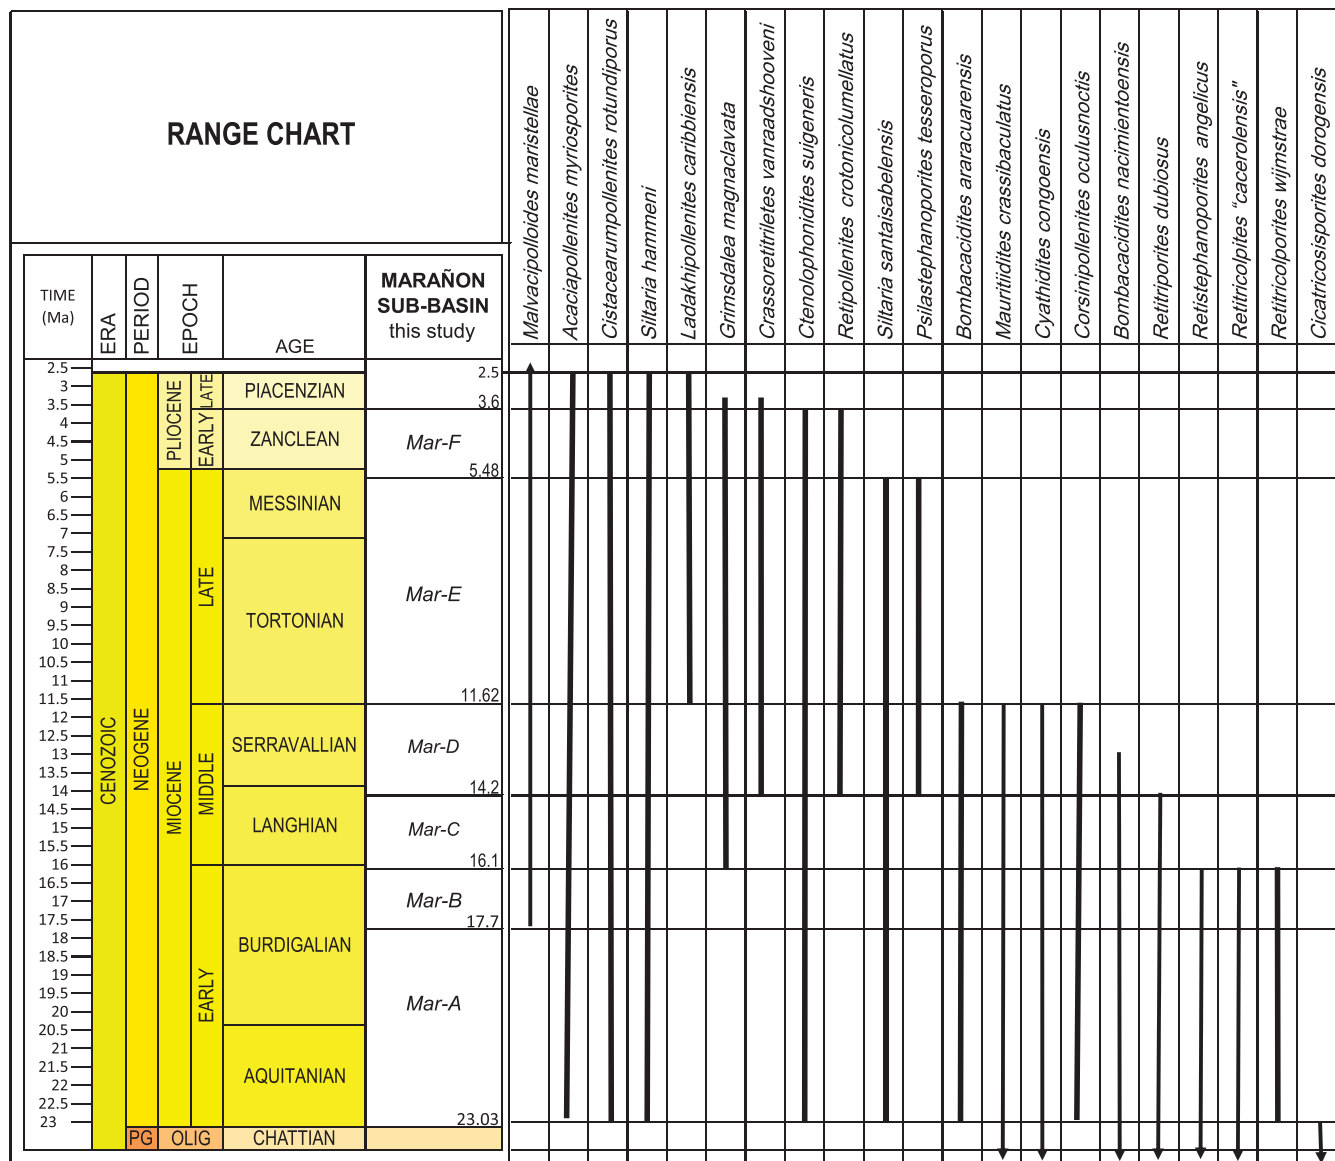 RANGE CHART
Malvacipolloides maristellae
Acaciapollenites myriosporites
Cistacearumpollenites rotundiporus
Siltaria hammeni
Ladakhipollenites caribbiensis
Grimsdalea magnaclavata
Crassoretitriletes vanraadshooveni
Ctenolophonidites suigeneris
Retipollenites crotonicolumellatus
Siltaria santaisabelensis
Psilastephanoporites tesseroporus
Bombacacidites araracuarensis
Mauritiidites crassibaculatus
Cyathidites congoensis
Corsinipollenites oculusnoctis
Bombacacidites nacimientoensis
Retitriporites dubiosus
Retistephanoporites angelicus
Retitricolpites "cacerolensis"
Retitricolporites wijmstrae
Cicatricosisporites dorogensis
TIME
(Ma)
ERA
PERIOD
EPOCH
AGE
MARAÑON
SUB-BASIN
this study
2.5
3
3.5
4
4.5
5
5.5
6
6.5
7
7.5
8
8.5
9
9.5
10
10.5
11
11.5
12
12.5
13
13.5
14
14.5
15
15.5
16
16.5
17
17.5
18
18.5
19
19.5
20
20.5
21
21.5
22
22.5
23
CENOZOIC
NEOGENE
PG
PLIOCENE
MIOCENE
OLIG
LATE
EARLY
LATE
MIDDLE
EARLY
PIACENZIAN
ZANCLEAN
MESSINIAN
TORTONIAN
SERRAVALLIAN
LANGHIAN
BURDIGALIAN
AQUITANIAN
CHATTIAN
2.5
3.6
Mar-F
5.48
Mar-E
11.62
Mar-D
14.2
Mar-C
16.1
Mar-B
17.7
Mar-A
23.03